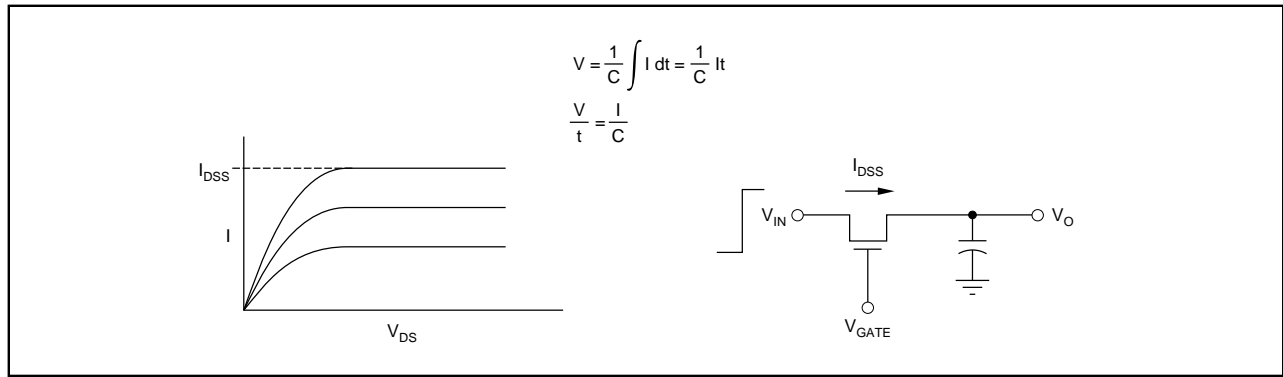 V = 1/C ∫ I dt = 1/C It
V/t = I/C
I_DSS
I
V_DS
I_DSS
V_IN
V_O
V_GATE